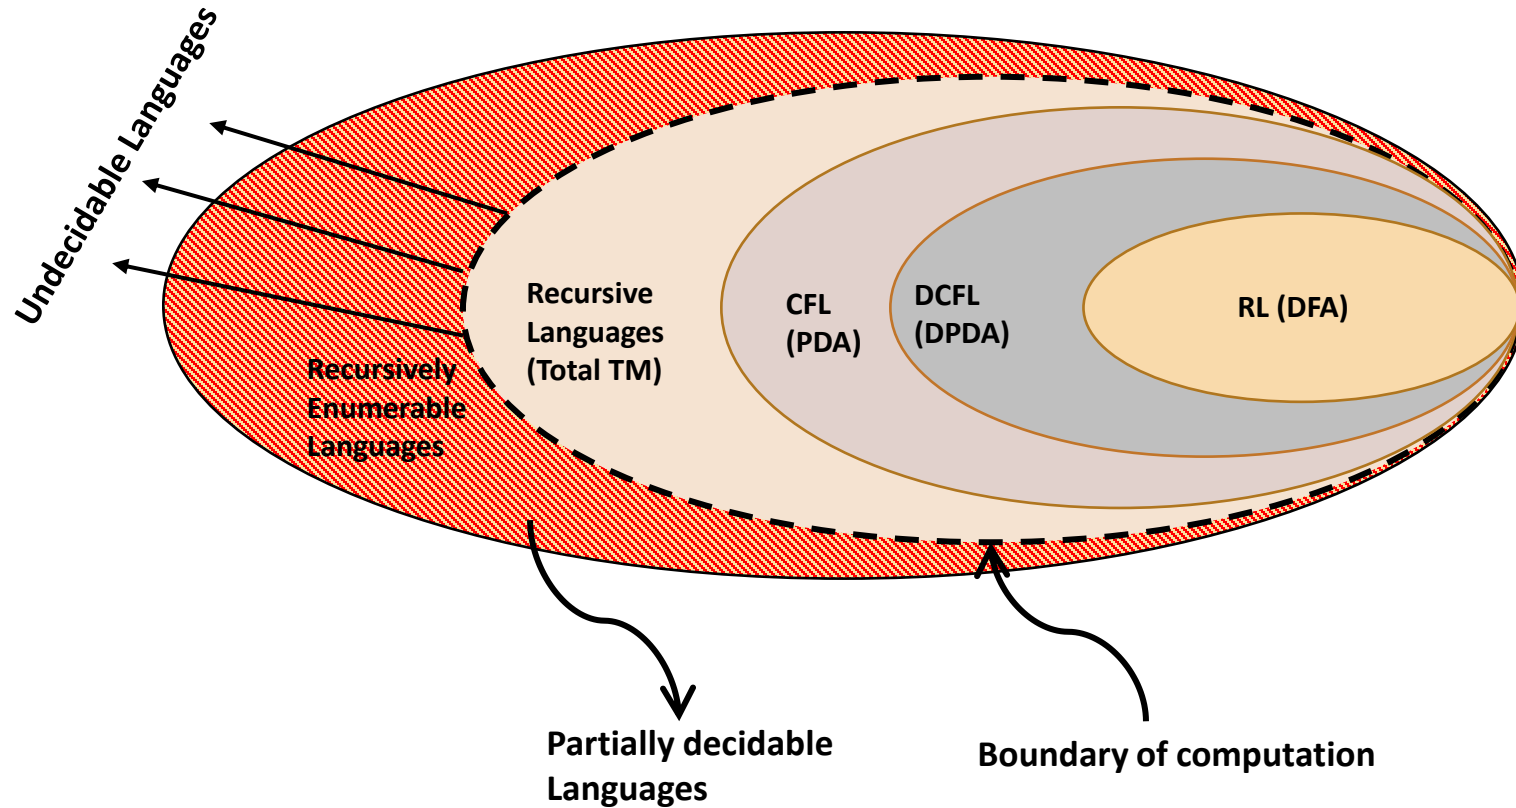 Undecidable Languages
Recursive
Languages
(Total TM)
CFL
(PDA)
DCFL
(DPDA)
RL (DFA)
Recursively
Enumerable
Languages
Partially decidable
Languages
Boundary of computation